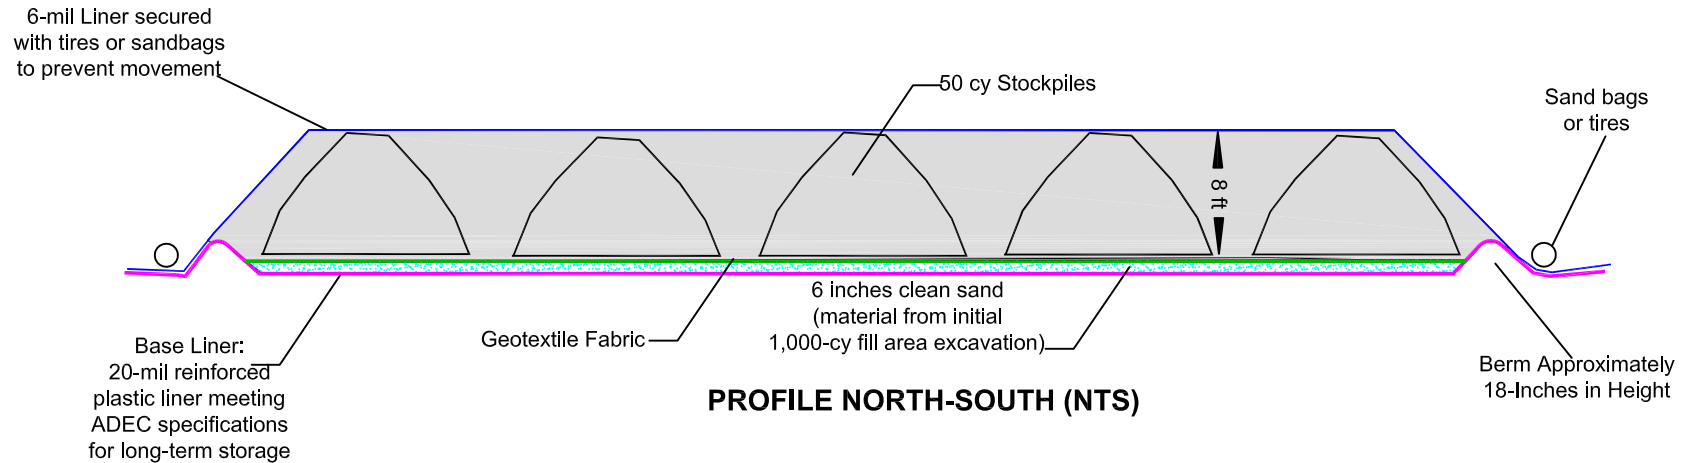 6-mil Liner secured
with tires or sandbags
to prevent movement
50 cy Stockpiles
Sand bags
or tires
8 ft
6 inches clean sand
(material from initial
1,000-cy fill area excavation)
Geotextile Fabric
Base Liner:
20-mil reinforced
plastic liner meeting
ADEC specifications
for long-term storage
Berm Approximately
18-Inches in Height
PROFILE NORTH-SOUTH (NTS)